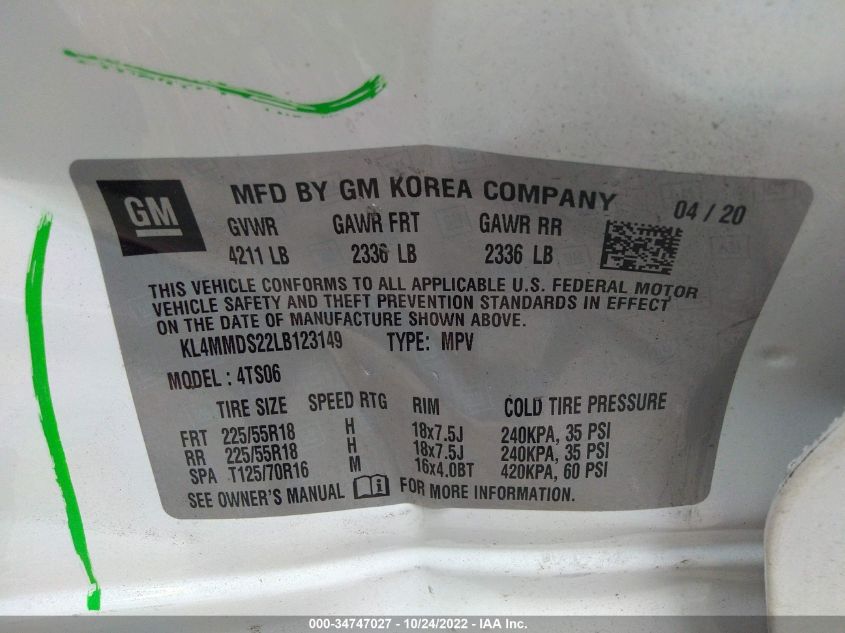 GM
MFD BY GM KOREA COMPANY 04 / 20
GVWR GAWR FRT GAWR RR
4211 LB 2336 LB 2336 LB
THIS VEHICLE CONFORMS TO ALL APPLICABLE U.S. FEDERAL MOTOR
VEHICLE SAFETY AND THEFT PREVENTION STANDARDS IN EFFECT
ON THE DATE OF MANUFACTURE SHOWN ABOVE.
KL4MMDS22LB123149 TYPE: MPV
MODEL : 4TS06
TIRE SIZE SPEED RTG RIM COLD TIRE PRESSURE
FRT 225/55R18 H 18x7.5J 240KPA, 35 PSI
RR 225/55R18 H 18x7.5J 240KPA, 35 PSI
SPA T125/70R16 M 16x4.0BT 420KPA, 60 PSI
SEE OWNER'S MANUAL FOR MORE INFORMATION.
000-34747027 - 10/24/2022 - IAA Inc.